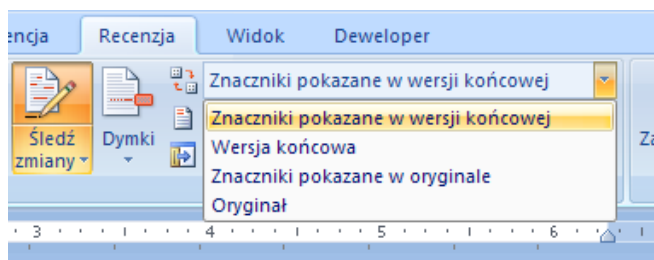 encja Recenzja Widok Deweloper
Znaczniki pokazane w wersji końcowej
Śledź zmiany
Dymki
Znaczniki pokazane w wersji końcowej
Wersja końcowa
Znaczniki pokazane w oryginale
Oryginał
Za
3 4 5 6